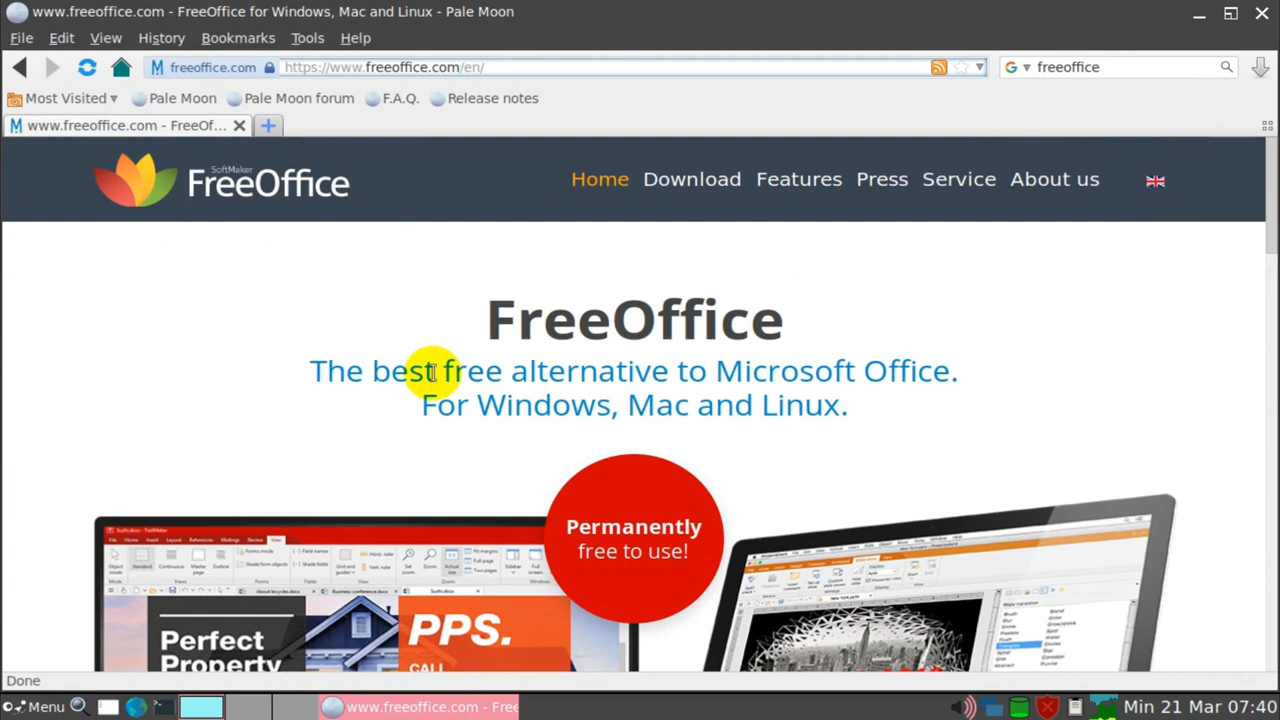 www.freeoffice.com - FreeOffice for Windows, Mac and Linux - Pale Moon
File Edit View History Bookmarks Tools Help
freeoffice.com https://www.freeoffice.com/en/ freeoffice
Most Visited Pale Moon Pale Moon forum F.A.Q. Release notes
www.freeoffice.com - FreeOf...
SoftMaker
FreeOffice
Home Download Features Press Service About us
FreeOffice
The best free alternative to Microsoft Office.
For Windows, Mac and Linux.
Permanently
free to use!
Perfect
Property
PPS.
CALL
Done
Menu www.freeoffice.com - Free Min 21 Mar 07:40